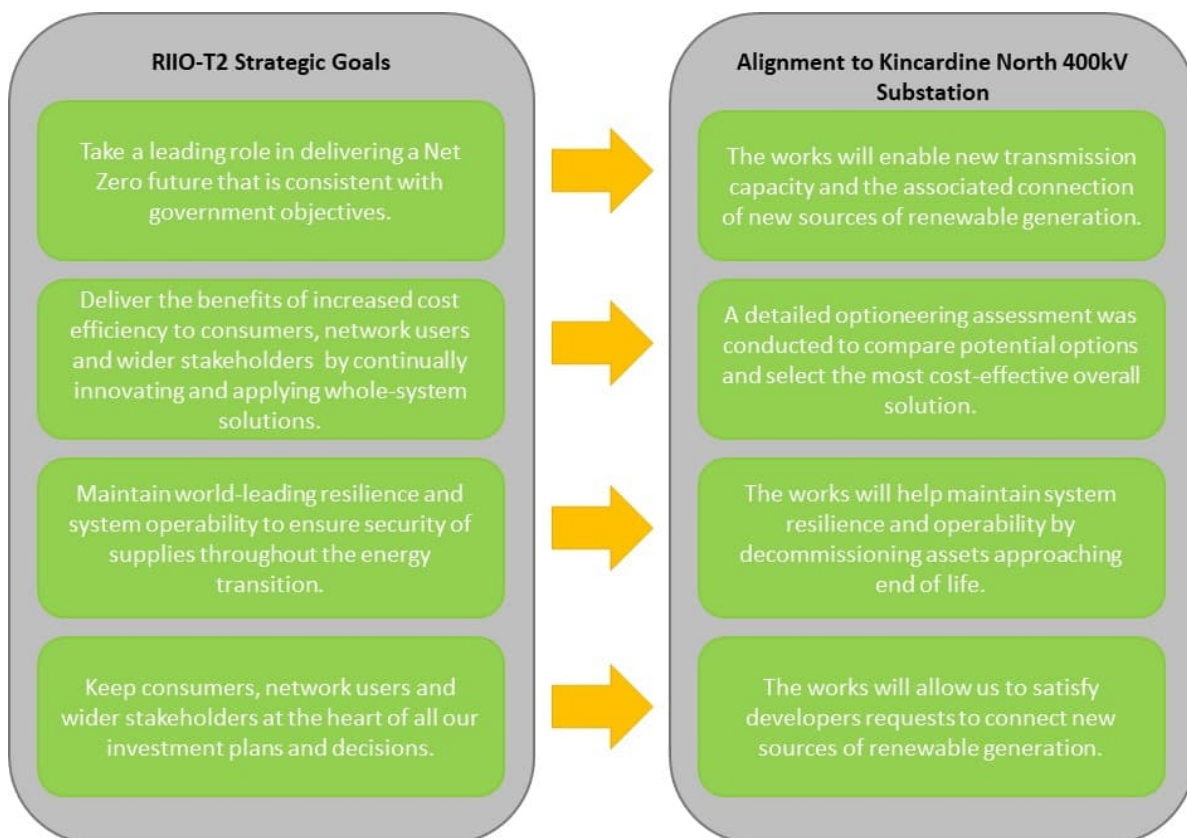 RIIO-T2 Strategic Goals
Take a leading role in delivering a Net
Zero future that is consistent with
government objectives.
Deliver the benefits of increased cost
efficiency to consumers, network users
and wider stakeholders by continually
innovating and applying whole-system
solutions.
Maintain world-leading resilience and
system operability to ensure security of
supplies throughout the energy
transition.
Keep consumers, network users and
wider stakeholders at the heart of all our
investment plans and decisions.
Alignment to Kincardine North 400kV
Substation
The works will enable new transmission
capacity and the associated connection
of new sources of renewable generation.
A detailed optioneering assessment was
conducted to compare potential options
and select the most cost-effective overall
solution.
The works will help maintain system
resilience and operability by
decommissioning assets approaching
end of life.
The works will allow us to satisfy
developers requests to connect new
sources of renewable generation.